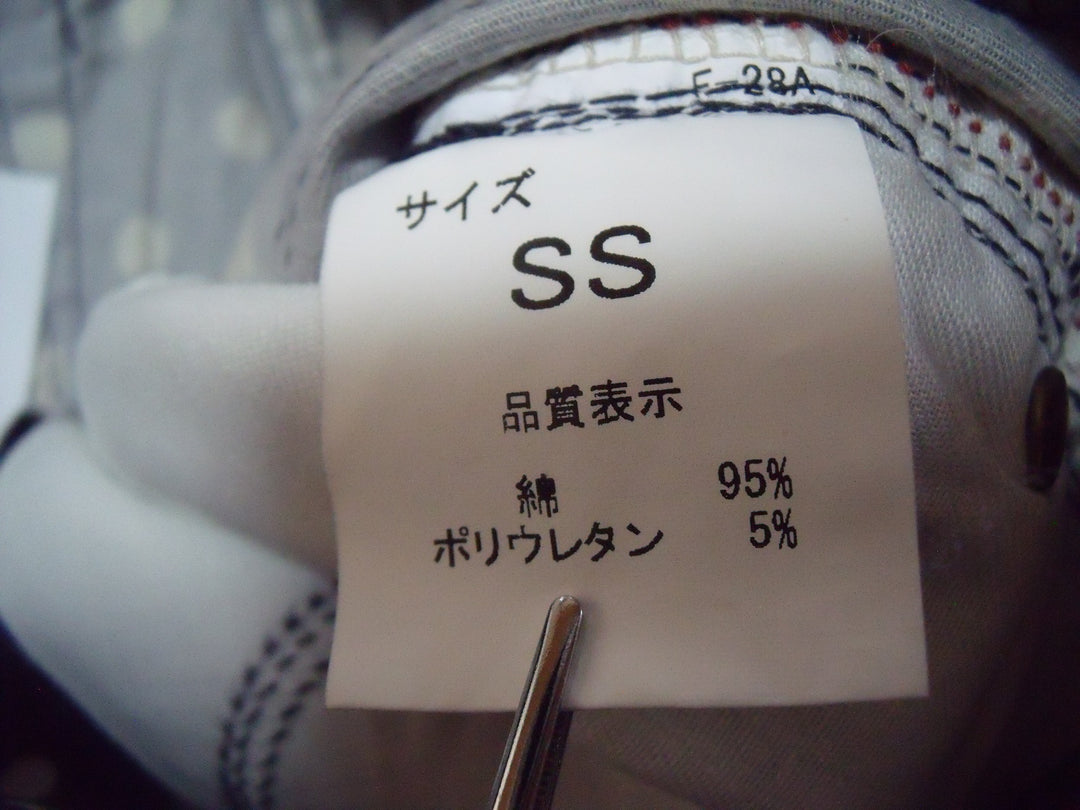 F-28A
サイズ
SS
品質表示
綿 95%
ポリウレタン 5%